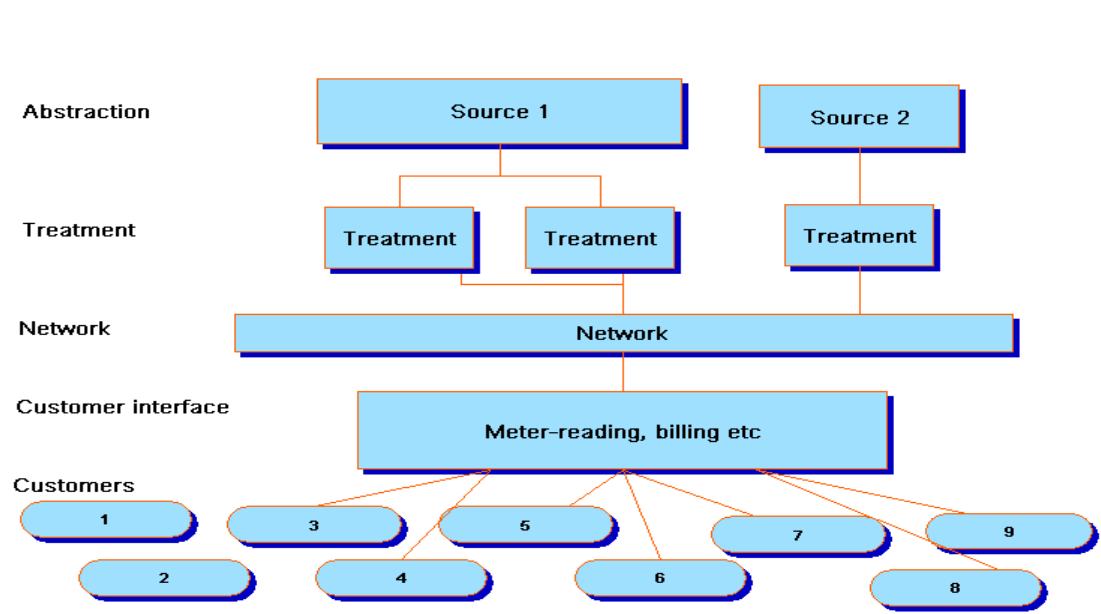 Abstraction
Source 1
Source 2
Treatment
Treatment
Treatment
Treatment
Network
Network
Customer interface
Meter-reading, billing etc
Customers
1
3
5
7
9
2
4
6
8